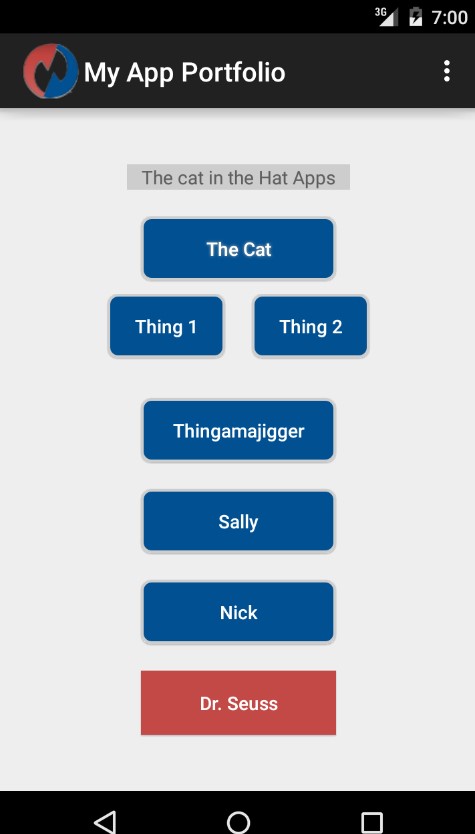 3G 7:00
My App Portfolio
The cat in the Hat Apps
The Cat
Thing 1 Thing 2
Thingamajigger
Sally
Nick
Dr. Seuss